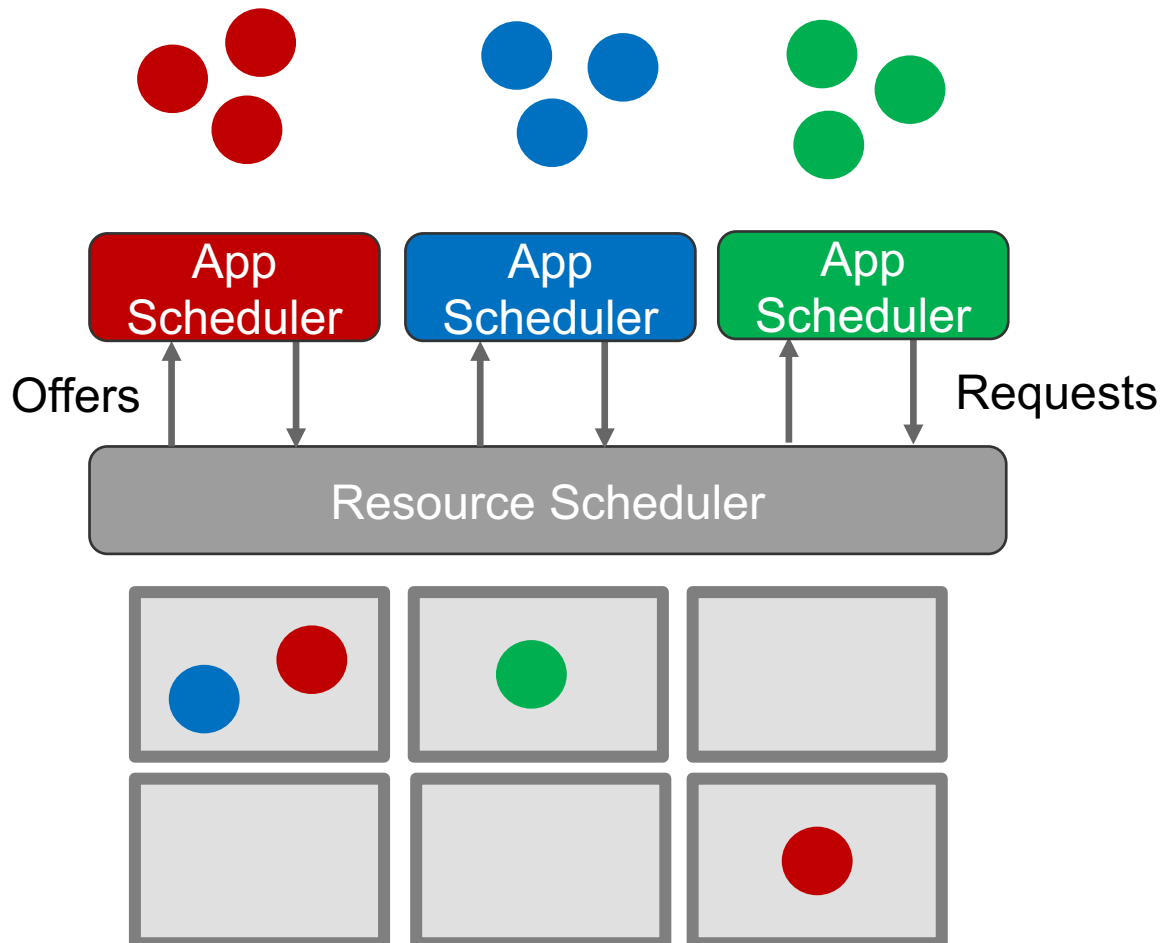 App
Scheduler
App
Scheduler
App
Scheduler
Offers
Requests
Resource Scheduler